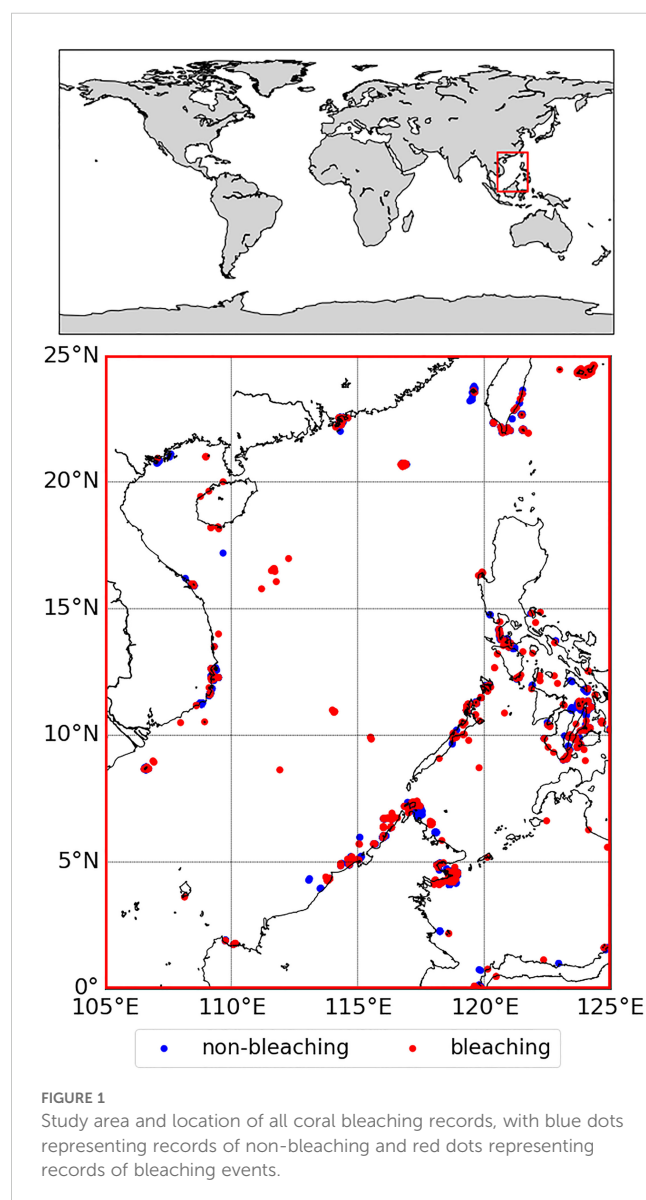 25°N
20°N
15°N
10°N
5°N
0°
105°E 110°E 115°E 120°E 125°E
non-bleaching bleaching
FIGURE 1
Study area and location of all coral bleaching records, with blue dots
representing records of non-bleaching and red dots representing
records of bleaching events.